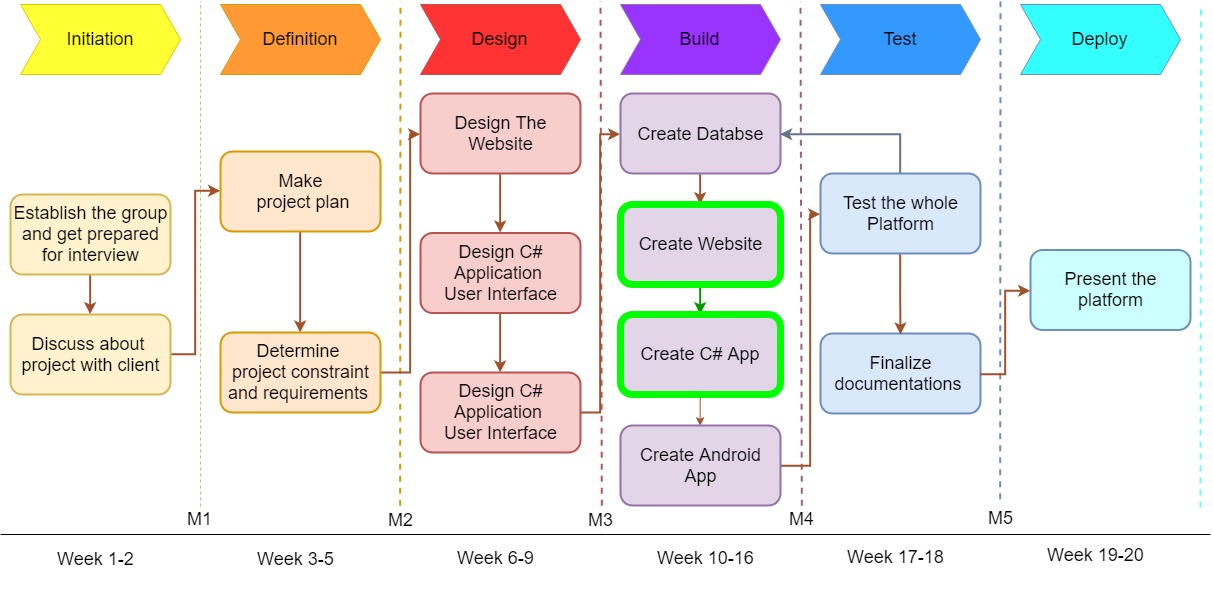 Initiation
Definition
Design
Build
Test
Deploy
Establish the group
and get prepared
for interview
Discuss about
project with client
Make
project plan
Determine
project constraint
and requirements
Design The
Website
Design C#
Application
User Interface
Design C#
Application
User Interface
Create Databse
Create Website
Create C# App
Create Android
App
Test the whole
Platform
Finalize
documentations
Present the
platform
M1
M2
M3
M4
M5
Week 1-2
Week 3-5
Week 6-9
Week 10-16
Week 17-18
Week 19-20